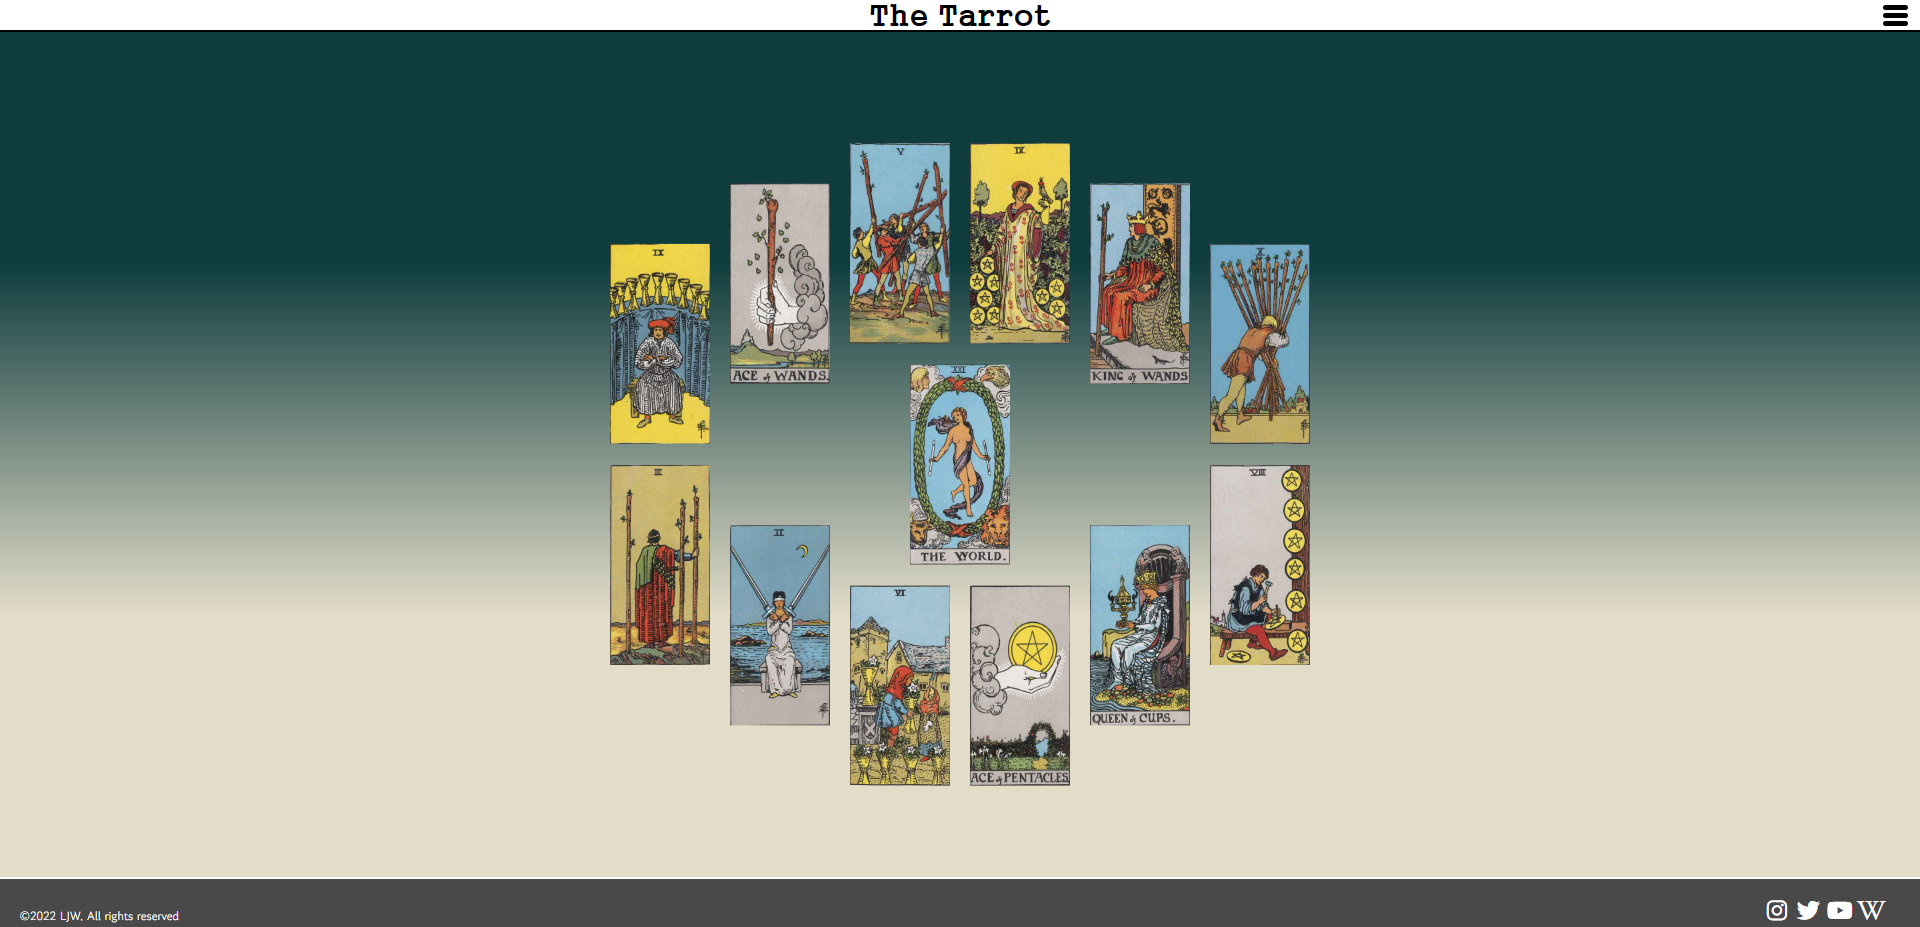 The Tarrot
V
IX
IX
ACE of WANDS.
KING of WANDS
X
XXI
THE WORLD.
III
II
VI
ACE of PENTACLES.
QUEEN of CUPS.
VIII
©2022 LJW. All rights reserved
W